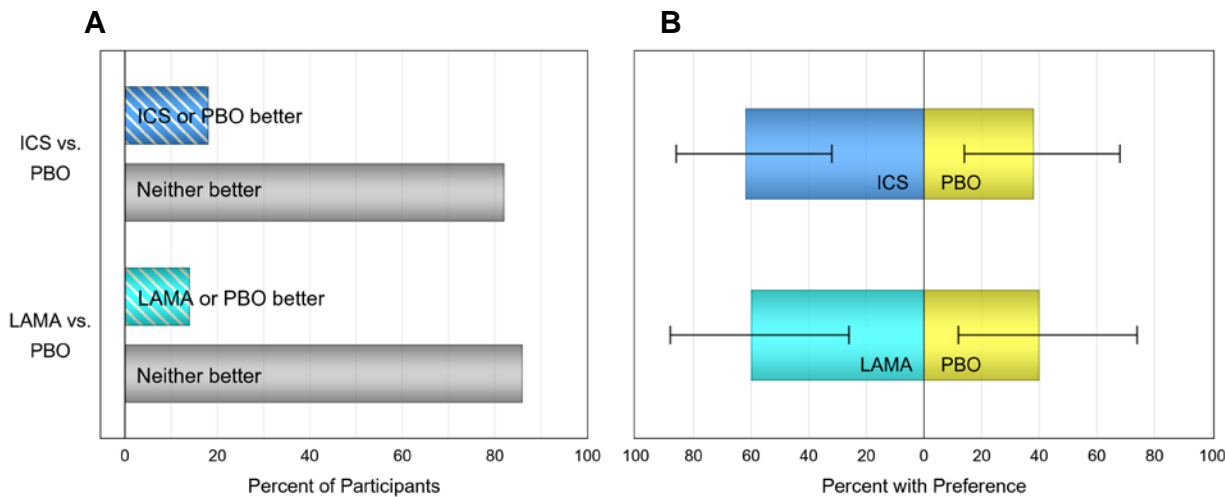 A
ICS vs.
PBO
ICS or PBO better
Neither better
LAMA vs.
PBO
LAMA or PBO better
Neither better
0 20 40 60 80 100
Percent of Participants
B
ICS PBO
LAMA PBO
100 80 60 40 20 0 20 40 60 80 100
Percent with Preference